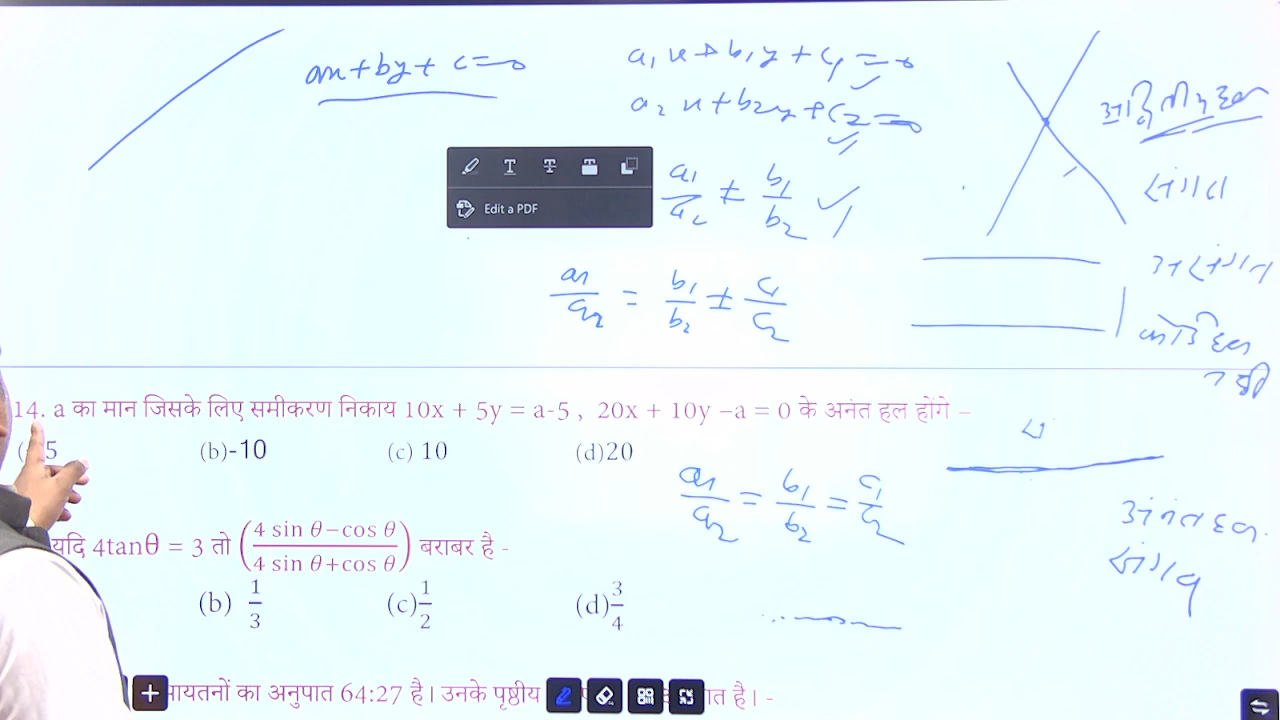 ax+by+c=0
a₁x+b₁y+c₁=0
a₂x+b₂y+c₂=0
अद्वितीय हल
संगत
Edit a PDF
a₁/a₂ ≠ b₁/b₂
a₁/a₂ = b₁/b₂ ≠ c₁/c₂
असंगत
कोई हल
नहीं
14. a का मान जिसके लिए समीकरण निकाय 10x + 5y = a-5 , 20x + 10y –a = 0 के अनंत हल होंगे –
5 (b)-10 (c) 10 (d)20
a₁/a₂ = b₁/b₂ = c₁/c₂
अनंत हल
संगत
यदि 4tanθ = 3 तो (4 sin θ−cos θ / 4 sin θ+cos θ) बराबर है -
(b) 1/3 (c) 1/2 (d) 3/4
आयतनों का अनुपात 64:27 है। उनके पृष्ठीय है। -